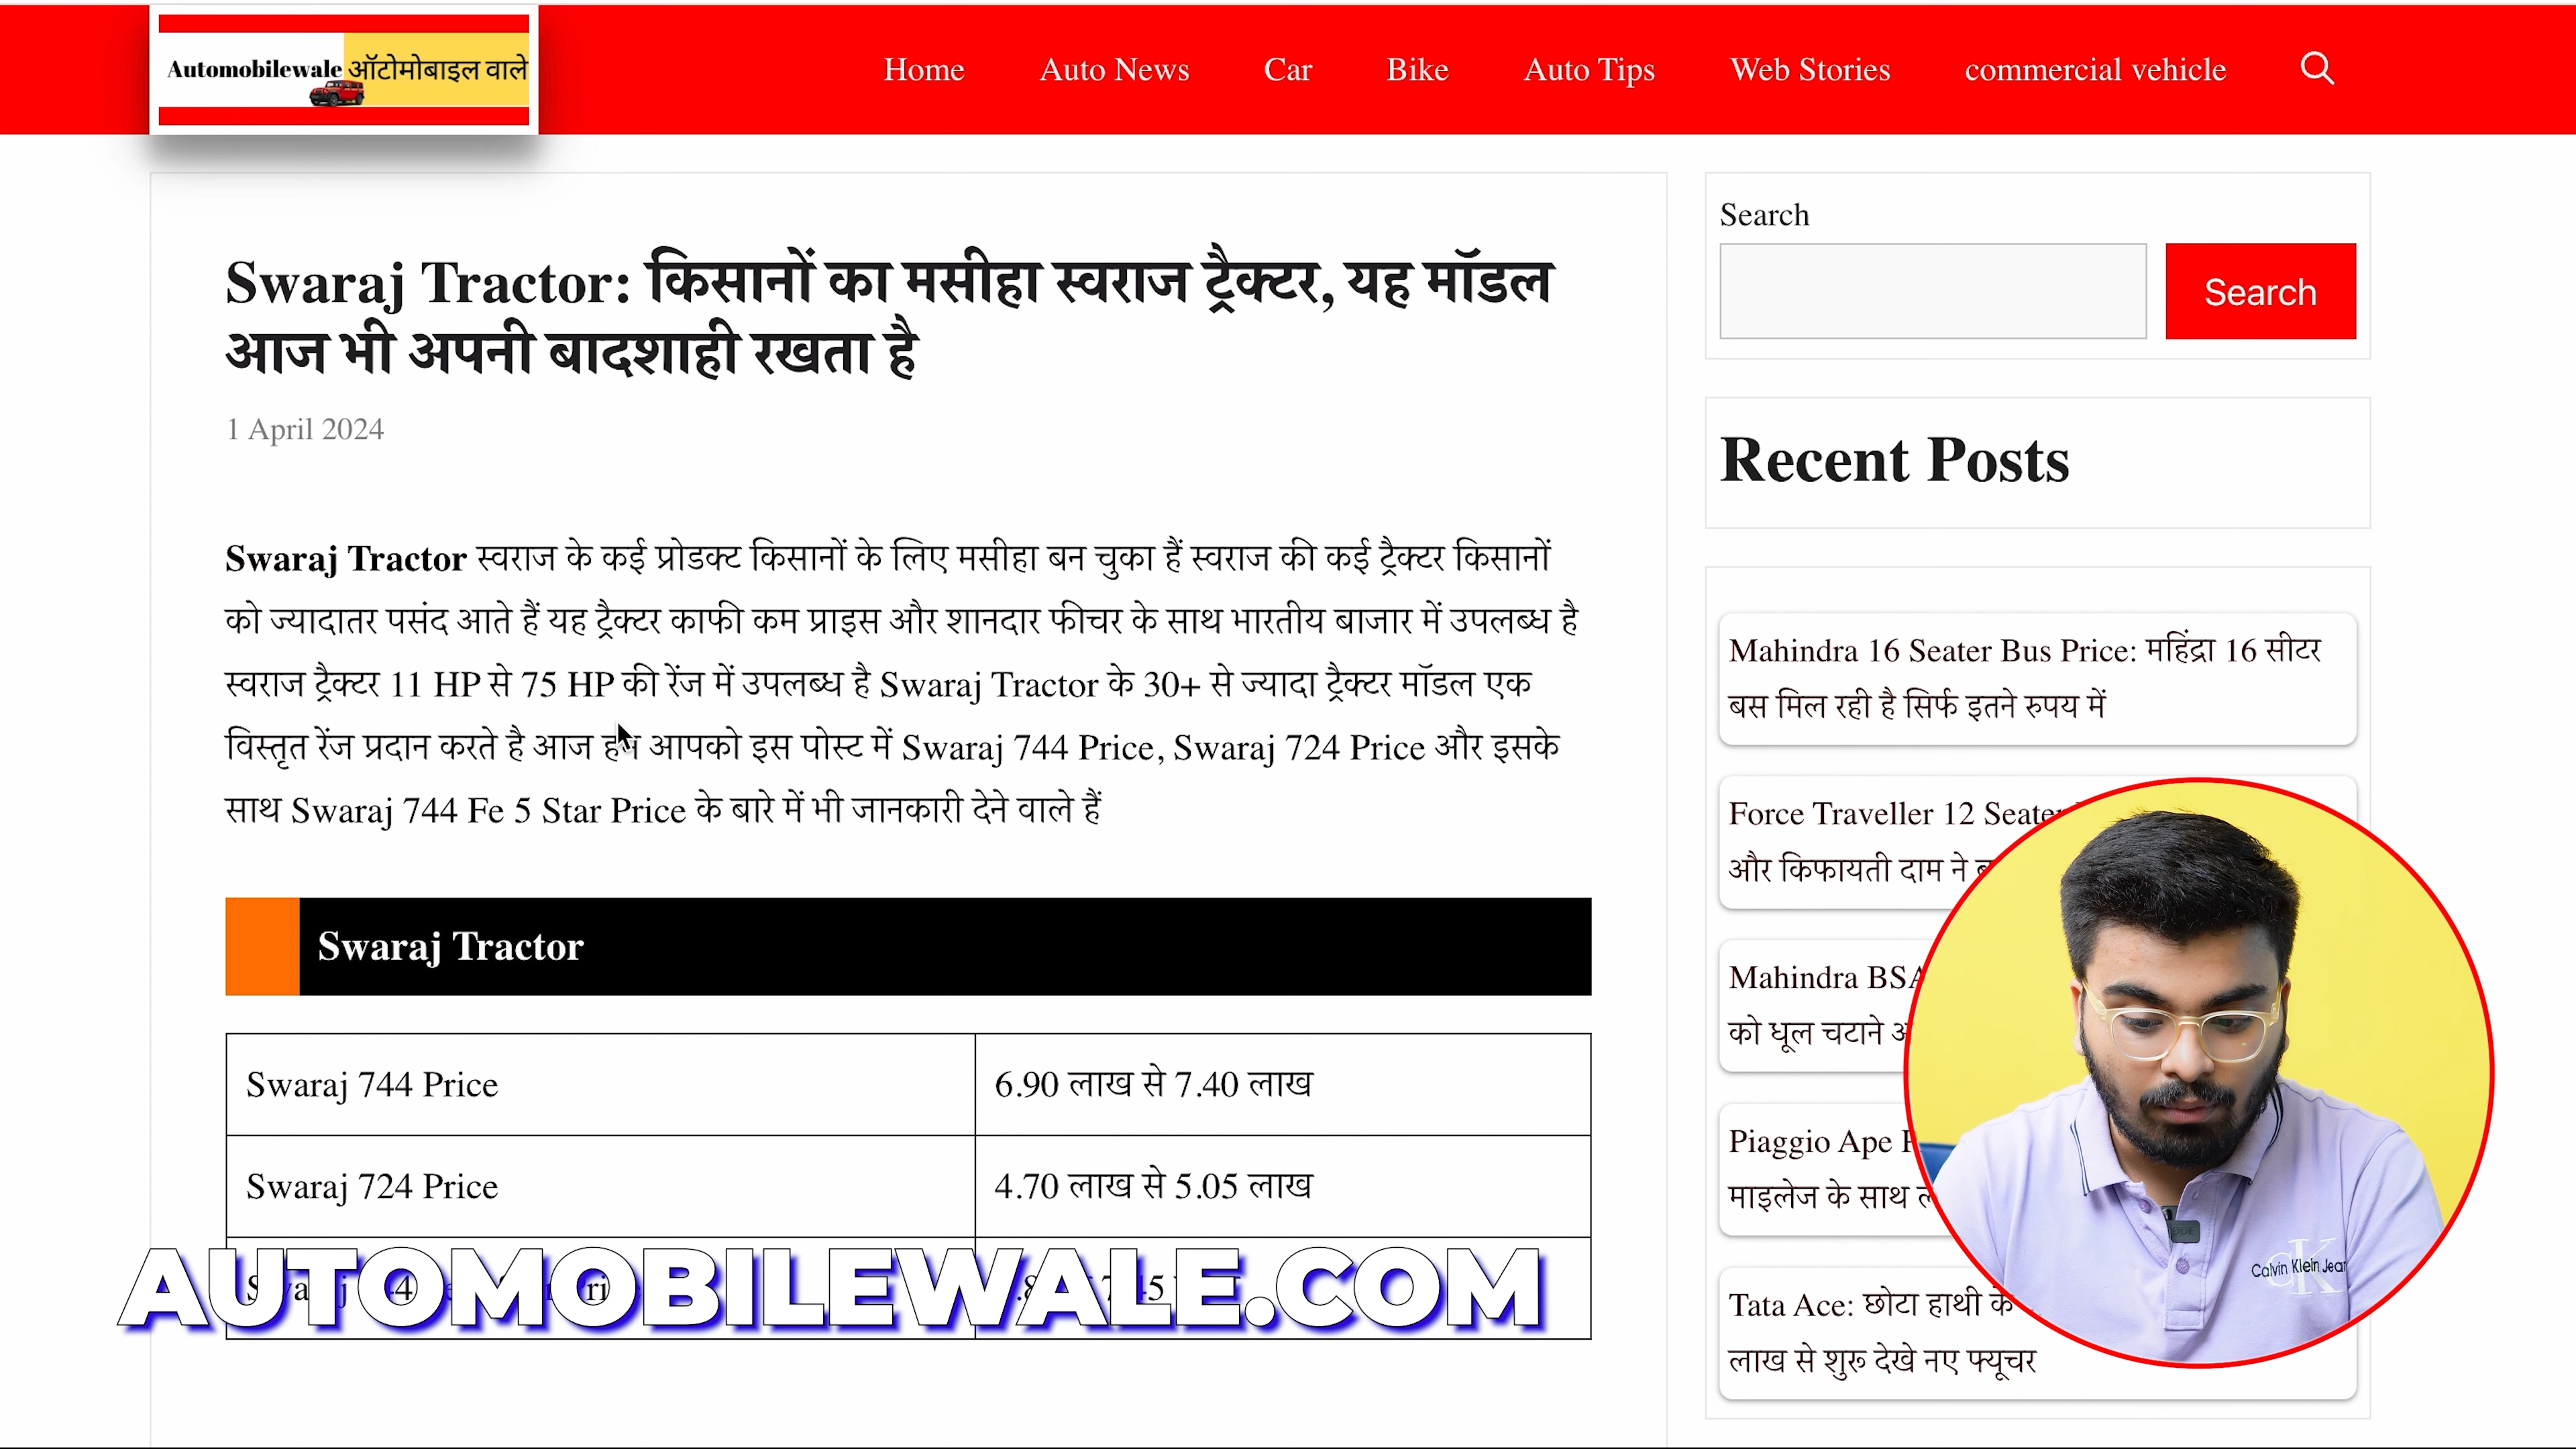 Automobilewale ऑटोमोबाइल वाले
Home Auto News Car Bike Auto Tips Web Stories commercial vehicle
Swaraj Tractor: किसानों का मसीहा स्वराज ट्रैक्टर, यह मॉडल
आज भी अपनी बादशाही रखता है
1 April 2024
Swaraj Tractor स्वराज के कई प्रोडक्ट किसानों के लिए मसीहा बन चुका हैं स्वराज की कई ट्रैक्टर किसानों
को ज्यादातर पसंद आते हैं यह ट्रैक्टर काफी कम प्राइस और शानदार फीचर के साथ भारतीय बाजार में उपलब्ध है
स्वराज ट्रैक्टर 11 HP से 75 HP की रेंज में उपलब्ध है Swaraj Tractor के 30+ से ज्यादा ट्रैक्टर मॉडल एक
विस्तृत रेंज प्रदान करते है आज हम आपको इस पोस्ट में Swaraj 744 Price, Swaraj 724 Price और इसके
साथ Swaraj 744 Fe 5 Star Price के बारे में भी जानकारी देने वाले हैं
Swaraj Tractor
Swaraj 744 Price 6.90 लाख से 7.40 लाख
Swaraj 724 Price 4.70 लाख से 5.05 लाख
AUTOMOBILEWALE.COM
Search
Search
Recent Posts
Mahindra 16 Seater Bus Price: महिंद्रा 16 सीटर
बस मिल रही है सिर्फ इतने रुपय में
Force Traveller 12 Seater
और किफायती दाम ने
Mahindra BSA
को धूल चटाने
Piaggio Ape
माइलेज के साथ
Tata Ace: छोटा हाथी के
लाख से शुरू देखे नए फ्यूचर
CK
Calvin Klein Jeans